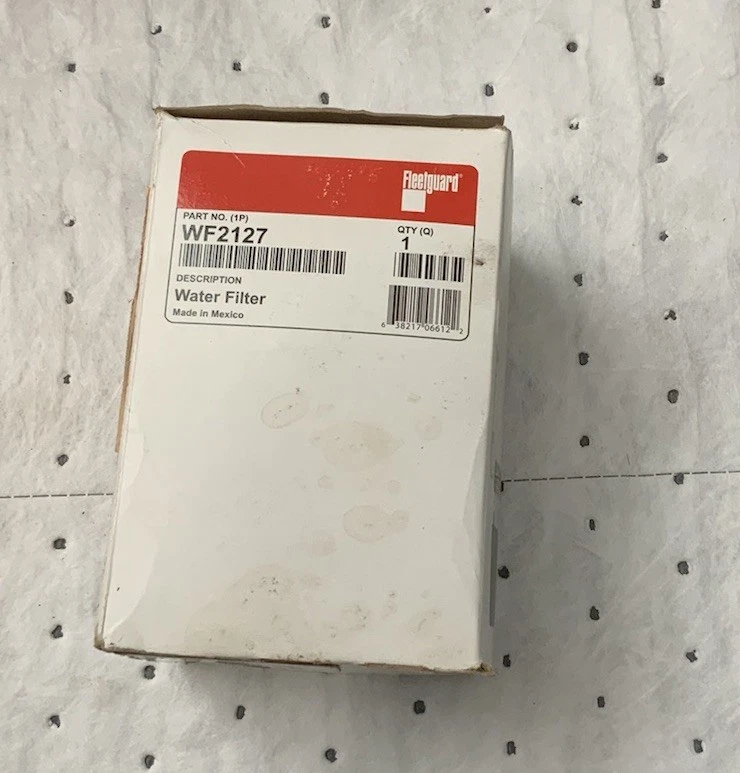 Fleetguard®
PART NO. (1P)
WF2127
QTY (Q)
1
DESCRIPTION
Water Filter
Made in Mexico
6 38217 06612 2